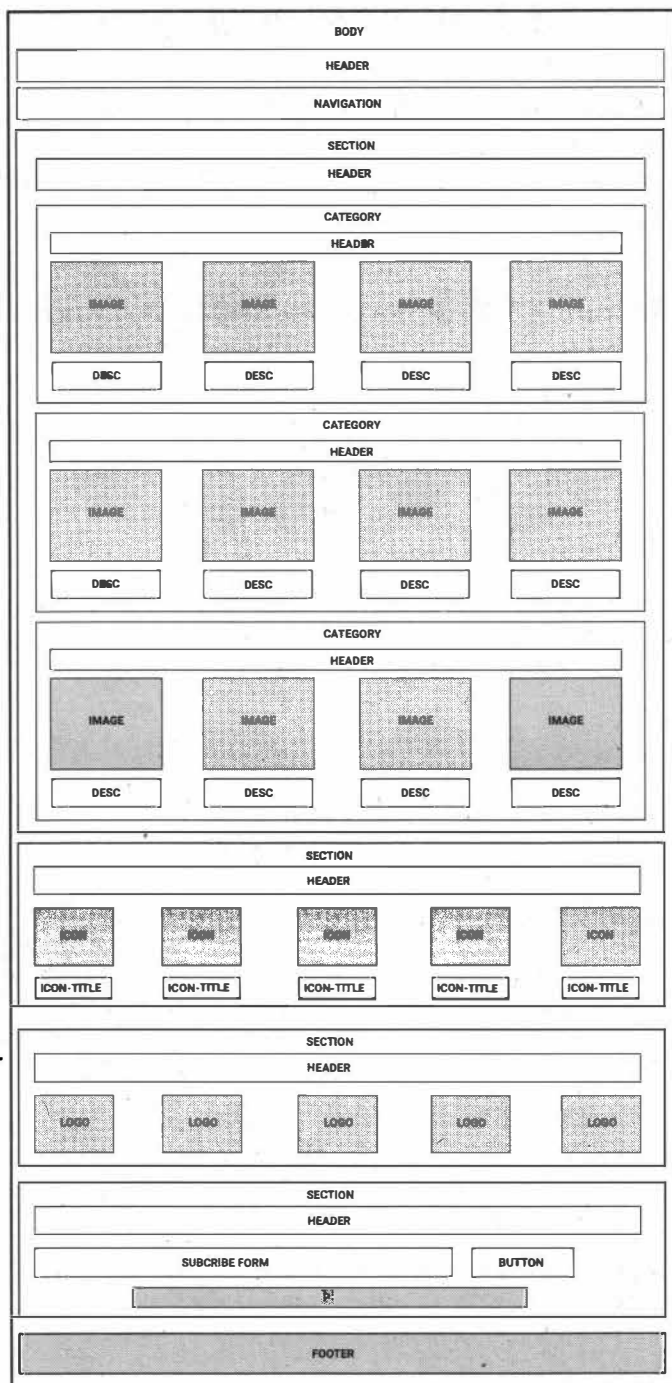 BODY
HEADER
NAVIGATION
SECTION
HEADER
CATEGORY
HEADER
IMAGE IMAGE IMAGE IMAGE
DESC DESC DESC DESC
CATEGORY
HEADER
IMAGE IMAGE IMAGE IMAGE
DESC DESC DESC DESC
CATEGORY
HEADER
IMAGE IMAGE IMAGE IMAGE
DESC DESC DESC DESC
SECTION
HEADER
ICON ICON ICON ICON ICON
ICON-TITLE ICON-TITLE ICON-TITLE ICON-TITLE ICON-TITLE
SECTION
HEADER
LOGO LOGO LOGO LOGO LOGO
SECTION
HEADER
SUBCRIBE FORM BUTTON
FOOTER